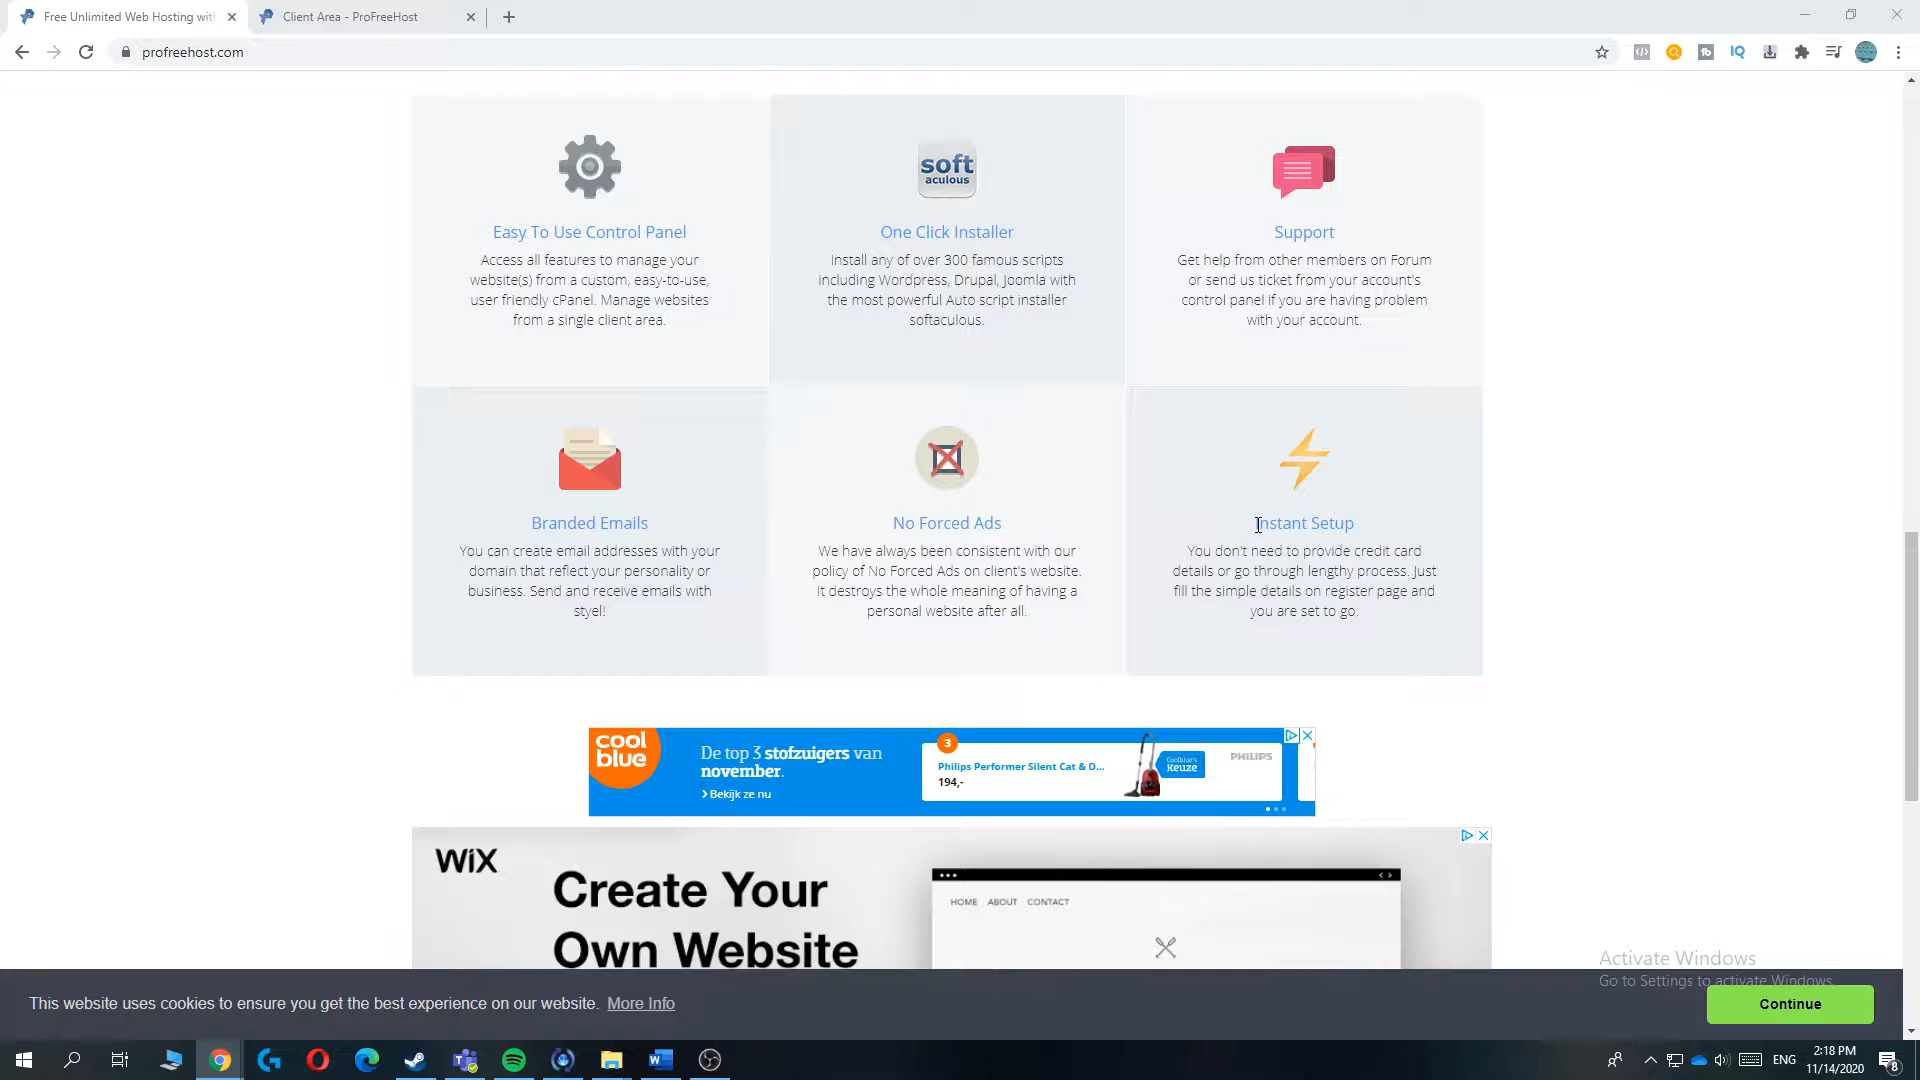 Free Unlimited Web Hosting with
Client Area - ProFreeHost
profreehost.com
soft
aculous
Easy To Use Control Panel
Access all features to manage your
website(s) from a custom, easy-to-use,
user friendly cPanel. Manage websites
from a single client area.
One Click Installer
Install any of over 300 famous scripts
including Wordpress, Drupal, Joomla with
the most powerful Auto script installer
softaculous.
Support
Get help from other members on Forum
or send us ticket from your account's
control panel if you are having problem
with your account.
Branded Emails
You can create email addresses with your
domain that reflect your personality or
business. Send and receive emails with
styel!
No Forced Ads
We have always been consistent with our
policy of No Forced Ads on client's website.
It destroys the whole meaning of having a
personal website after all.
Instant Setup
You don't need to provide credit card
details or go through lengthy process. Just
fill the simple details on register page and
you are set to go.
cool
blue
De top 3 stofzuigers van
november.
Bekijk ze nu
3
Philips Performer Silent Cat & D...
194,-
Coolblue's
Keuze
PHILIPS
WiX
Create Your
Own Website
HOME ABOUT CONTACT
Activate Windows
Go to Settings to activate Windows.
This website uses cookies to ensure you get the best experience on our website. More Info
Continue
ENG
2:18 PM
11/14/2020
8